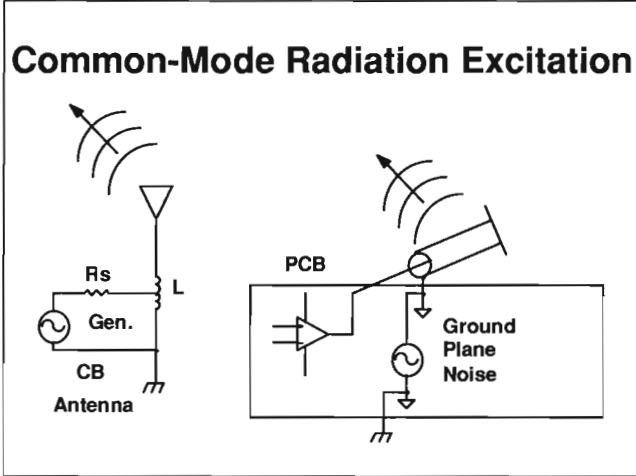 Common-Mode Radiation Excitation
Rs
L
Gen.
CB
Antenna
PCB
Ground
Plane
Noise